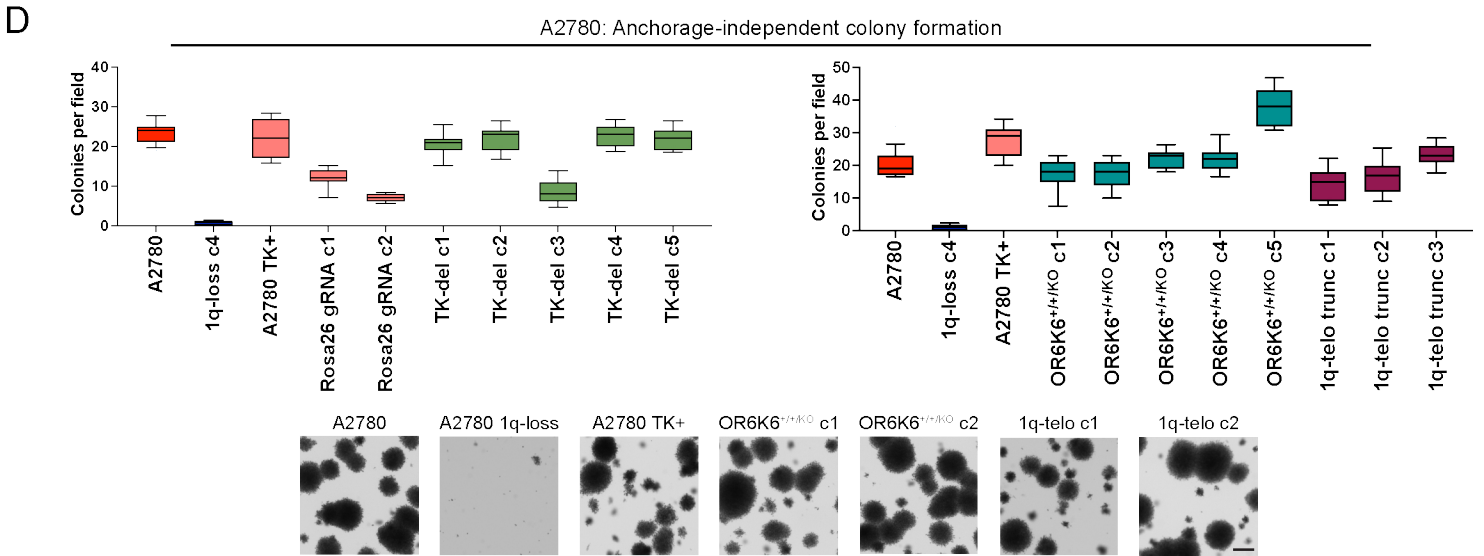 D
A2780: Anchorage-independent colony formation
Colonies per field
40
30
20
10
0
A2780
1q-loss c4
A2780 TK+
Rosa26 gRNA c1
Rosa26 gRNA c2
TK-del c1
TK-del c2
TK-del c3
TK-del c4
TK-del c5
Colonies per field
50
40
30
20
10
0
A2780
1q-loss c4
A2780 TK+
OR6K6+/+/KO c1
OR6K6+/+/KO c2
OR6K6+/+/KO c3
OR6K6+/+/KO c4
OR6K6+/+/KO c5
1q-telo trunc c1
1q-telo trunc c2
1q-telo trunc c3
A2780
A2780 1q-loss
A2780 TK+
OR6K6+/+/KO c1
OR6K6+/+/KO c2
1q-telo c1
1q-telo c2